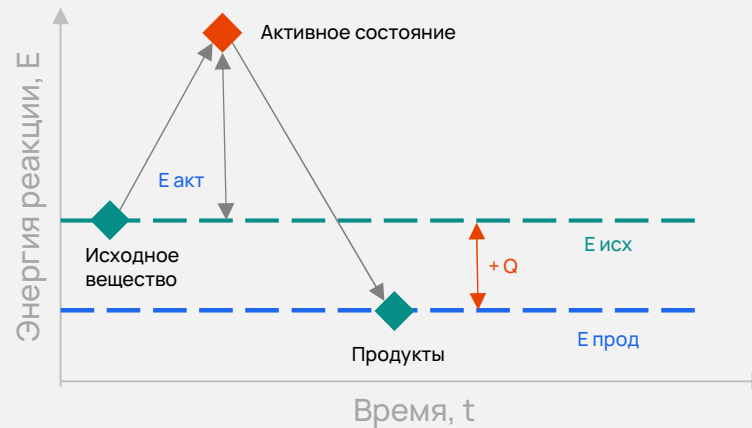 Активное состояние
Энергия реакции, E
E акт
E исх
Исходное
вещество
+ Q
E прод
Продукты
Время, t